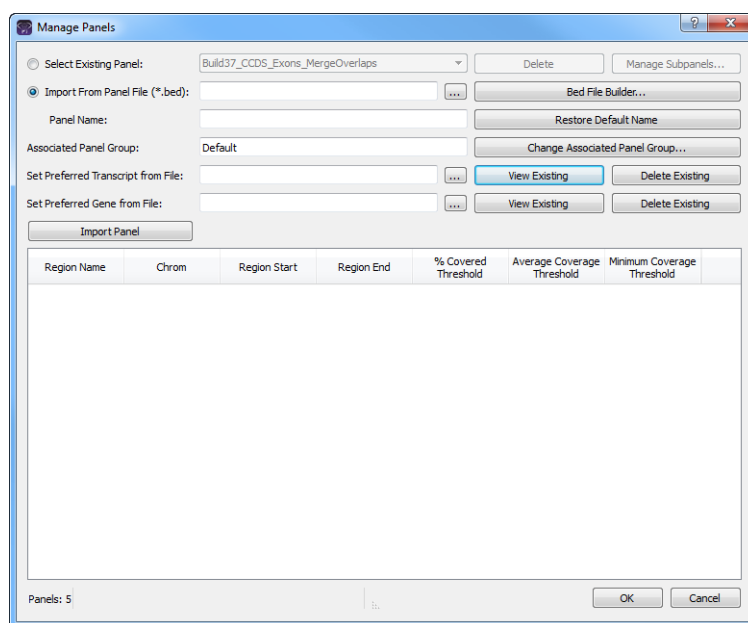 Manage Panels
Select Existing Panel: Build37_CCDS_Exons_MergeOverlaps Delete Manage Subpanels...
Import From Panel File (*.bed): ... Bed File Builder...
Panel Name: Restore Default Name
Associated Panel Group: Default Change Associated Panel Group...
Set Preferred Transcript from File: ... View Existing Delete Existing
Set Preferred Gene from File: ... View Existing Delete Existing
Import Panel
Region Name Chrom Region Start Region End % Covered Threshold Average Coverage Threshold Minimum Coverage Threshold
Panels: 5 OK Cancel